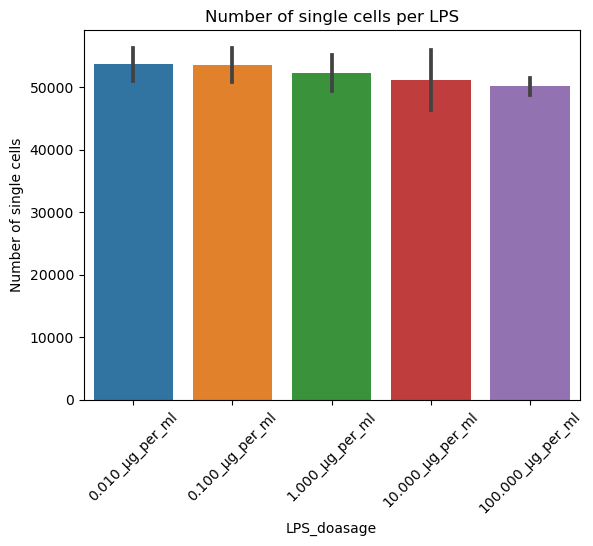 Number of single cells per LPS
Number of single cells
50000
40000
30000
20000
10000
0
0.010_µg_per_ml
0.100_µg_per_ml
1.000_µg_per_ml
10.000_µg_per_ml
100.000_µg_per_ml
LPS_doasage